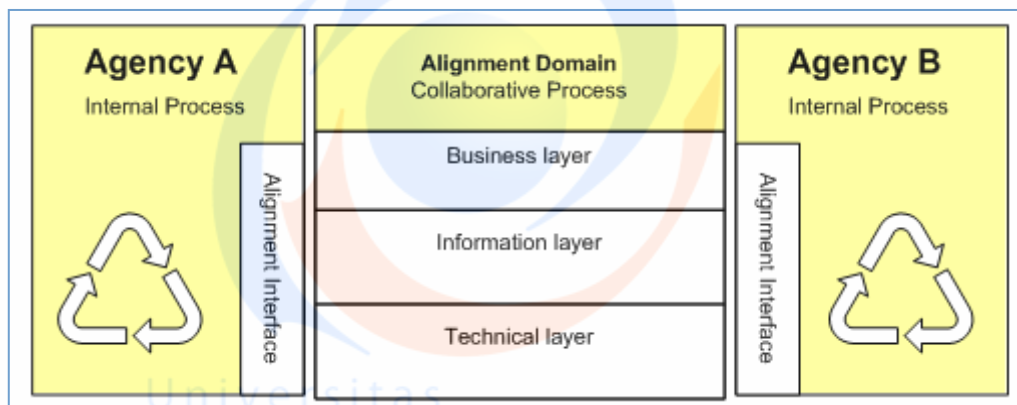 Agency A
Internal Process
Alignment Interface
Alignment Domain
Collaborative Process
Business layer
Information layer
Technical layer
Agency B
Internal Process
Alignment Interface
Universitas